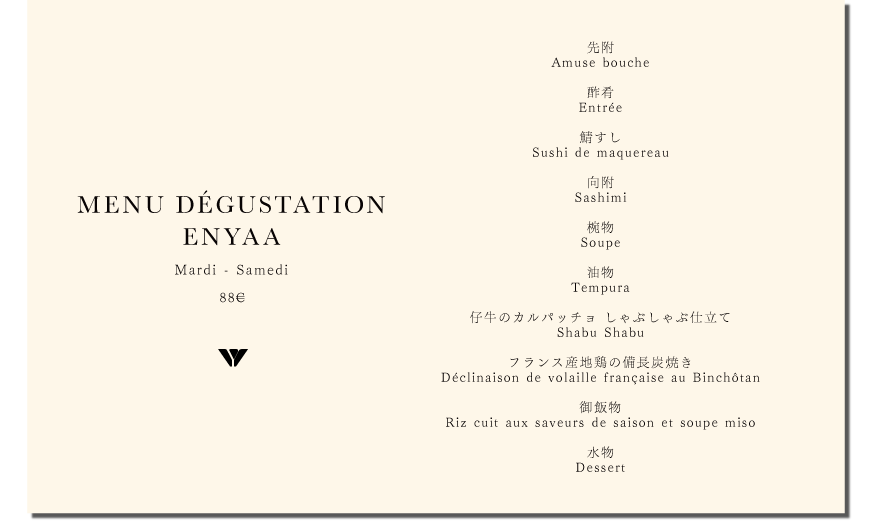 MENU DÉGUSTATION
ENYAA
Mardi - Samedi
88€
先附
Amuse bouche
酢肴
Entrée
鯖すし
Sushi de maquereau
向附
Sashimi
椀物
Soupe
油物
Tempura
仔牛のカルパッチョ しゃぶしゃぶ仕立て
Shabu Shabu
フランス産地鶏の備長炭焼き
Déclinaison de volaille française au Binchôtan
御飯物
Riz cuit aux saveurs de saison et soupe miso
水物
Dessert